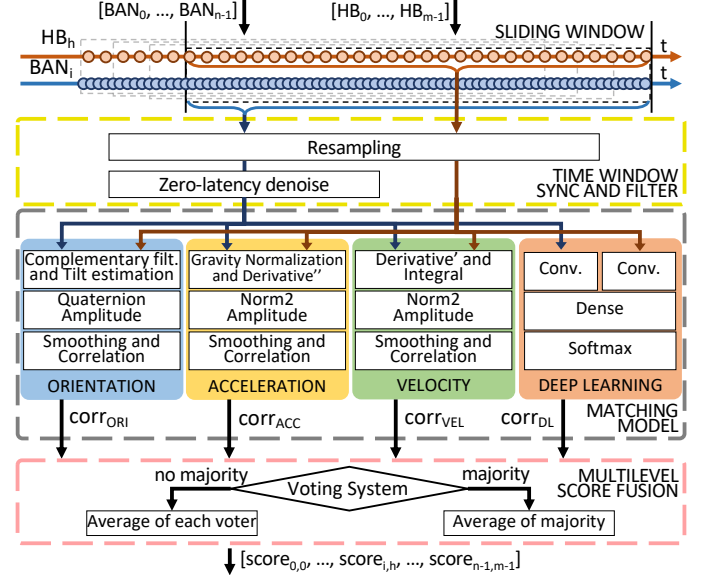 [BAN0, ..., BANn-1]
[HB0, ..., HBm-1]
SLIDING WINDOW
HBh
t
BANi
t
Resampling
Zero-latency denoise
TIME WINDOW
SYNC AND FILTER
Complementary filt.
and Tilt estimation
Quaternion
Amplitude
Smoothing and
Correlation
ORIENTATION
Gravity Normalization
and Derivative''
Norm2
Amplitude
Smoothing and
Correlation
ACCELERATION
Derivative' and
Integral
Norm2
Amplitude
Smoothing and
Correlation
VELOCITY
Conv.
Conv.
Dense
Softmax
DEEP LEARNING
corrORI
corrACC
corrVEL
corrDL
MATCHING
MODEL
no majority
Voting System
majority
MULTILEVEL
SCORE FUSION
Average of each voter
Average of majority
[score0,0, ..., scorei,h, ..., scoren-1,m-1]